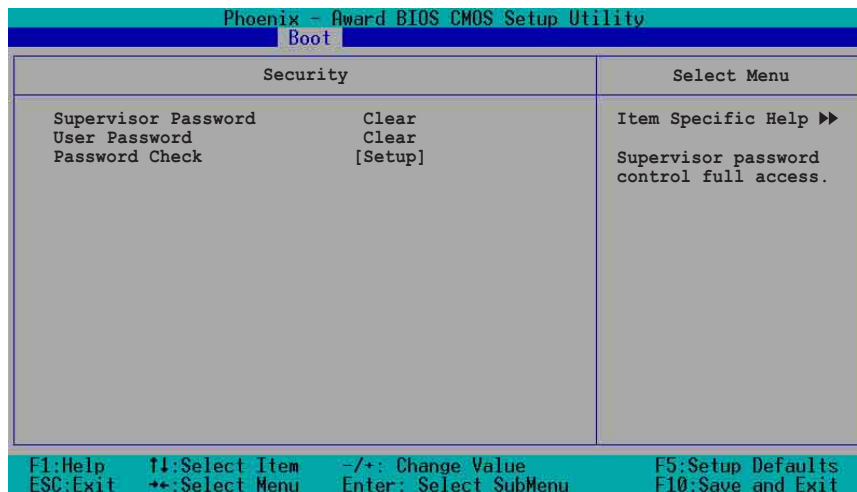 Phoenix - Award BIOS CMOS Setup Utility
Boot
Security
Select Menu
Supervisor Password Clear
User Password Clear
Password Check [Setup]
Item Specific Help ▶▶
Supervisor password
control full access.
F1:Help ↑↓:Select Item -/+: Change Value F5:Setup Defaults
ESC:Exit →←:Select Menu Enter: Select SubMenu F10:Save and Exit